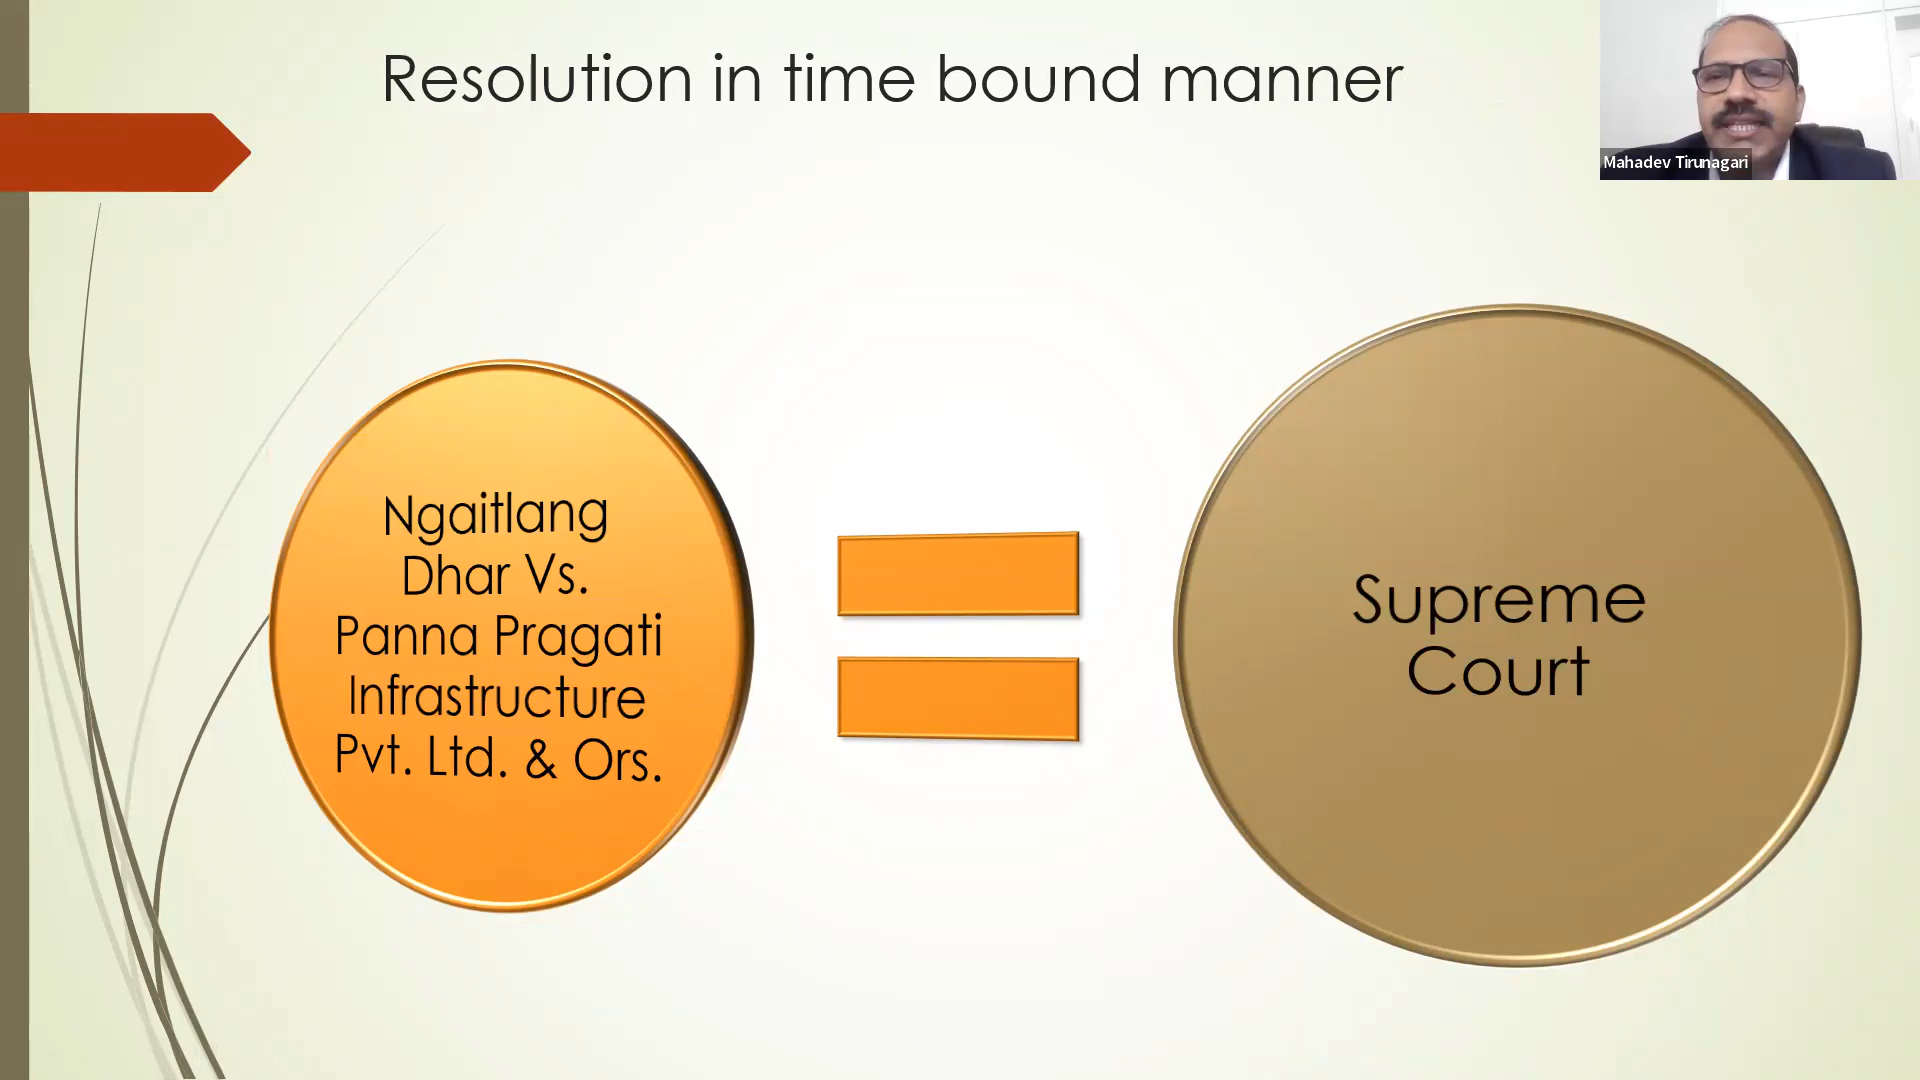 Resolution in time bound manner
Mahadev Tirunagari
Ngaitlang
Dhar Vs.
Panna Pragati
Infrastructure
Pvt. Ltd. & Ors.
Supreme
Court